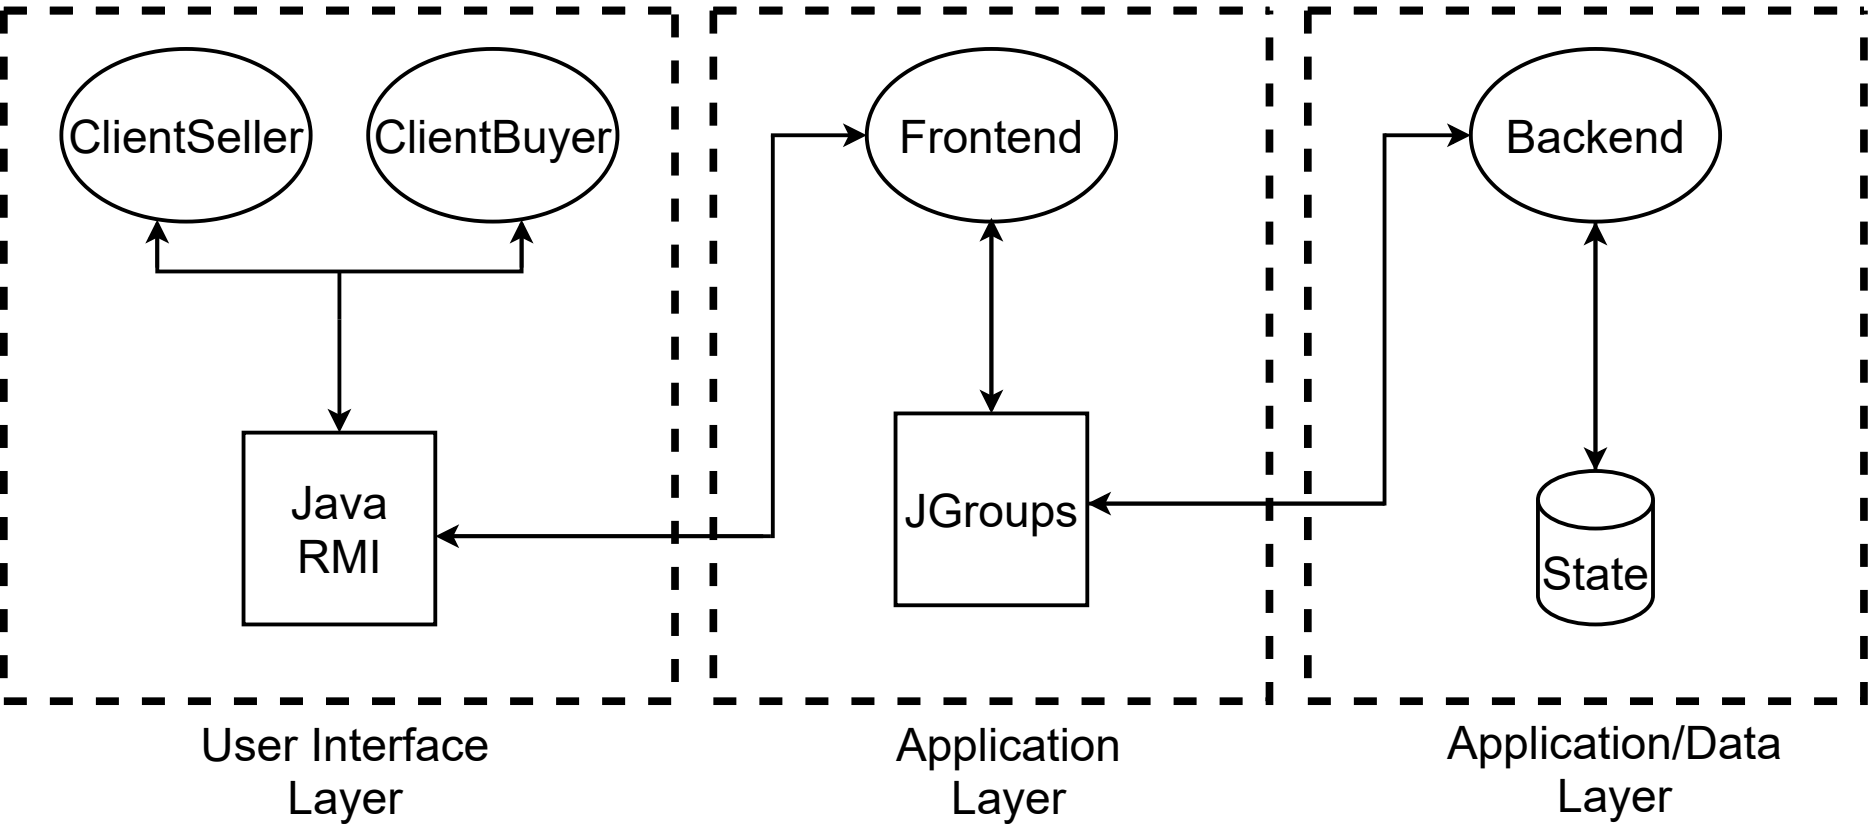 ClientSeller
ClientBuyer
Frontend
Backend
Java
RMI
JGroups
State
User Interface
Layer
Application
Layer
Application/Data
Layer